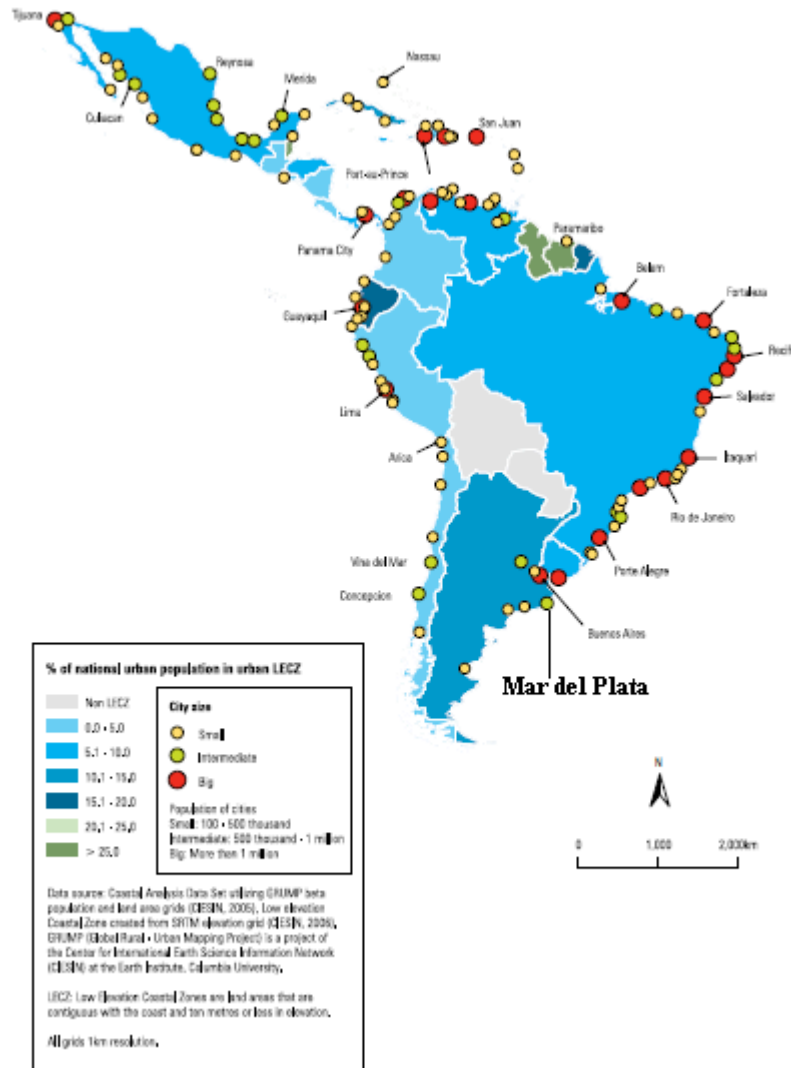 Tijuana
Reynosa
Nassau
Merida
Culiacan
San Juan
Port-au-Prince
Paramaribo
Panama City
Belem
Fortaleza
Guayaquil
Recif
Salvador
Lima
Arica
Itaquari
Rio de Janeiro
Vina del Mar
Porte Alegre
Concepcion
Buenos Aires
Mar del Plata
% of national urban population in urban LECZ
Non LECZ
0.0 - 5.0
5.1 - 10.0
10.1 - 15.0
15.1 - 20.0
20.1 - 25.0
> 25.0
City size
Small
Intermediate
Big
Population of cities
Small: 100 - 500 thousand
Intermediate: 500 thousand - 1 million
Big: More than 1 million
N
0 1,000 2,000km
Data source: Coastal Analysis Data Set utilizing GRUMP beta
population and land area grids (CIESIN, 2005), Low elevation
Coastal Zone created from SRTM elevation grid (CIESIN, 2006),
GRUMP (Global Rural - Urban Mapping Project) is a project of
the Center for International Earth Science Information Network
(CIESIN) at the Earth Institute, Columbia University.
LECZ: Low Elevation Coastal Zones are land areas that are
contiguous with the coast and ten metres or less in elevation.
All grids 1km resolution.